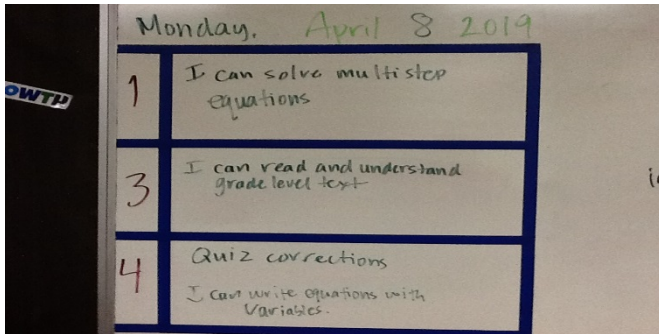 OWTH
Monday, April 8 2019
1
I can solve multistep
equations
3
I can read and understand
grade level text
4
Quiz corrections
I can write equations with
variables.